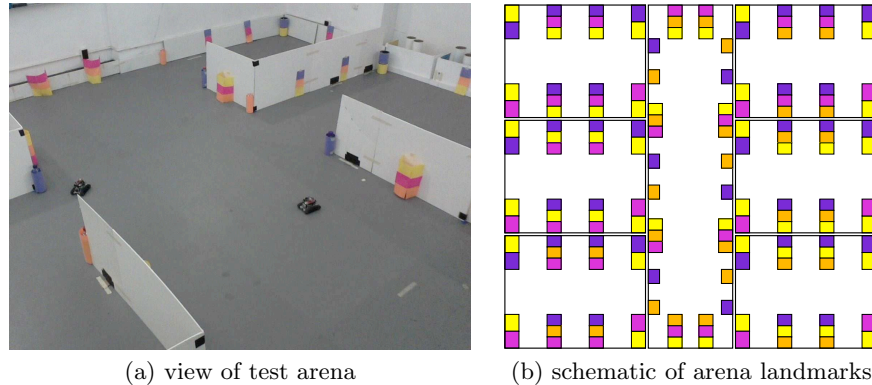 (a) view of test arena
(b) schematic of arena landmarks